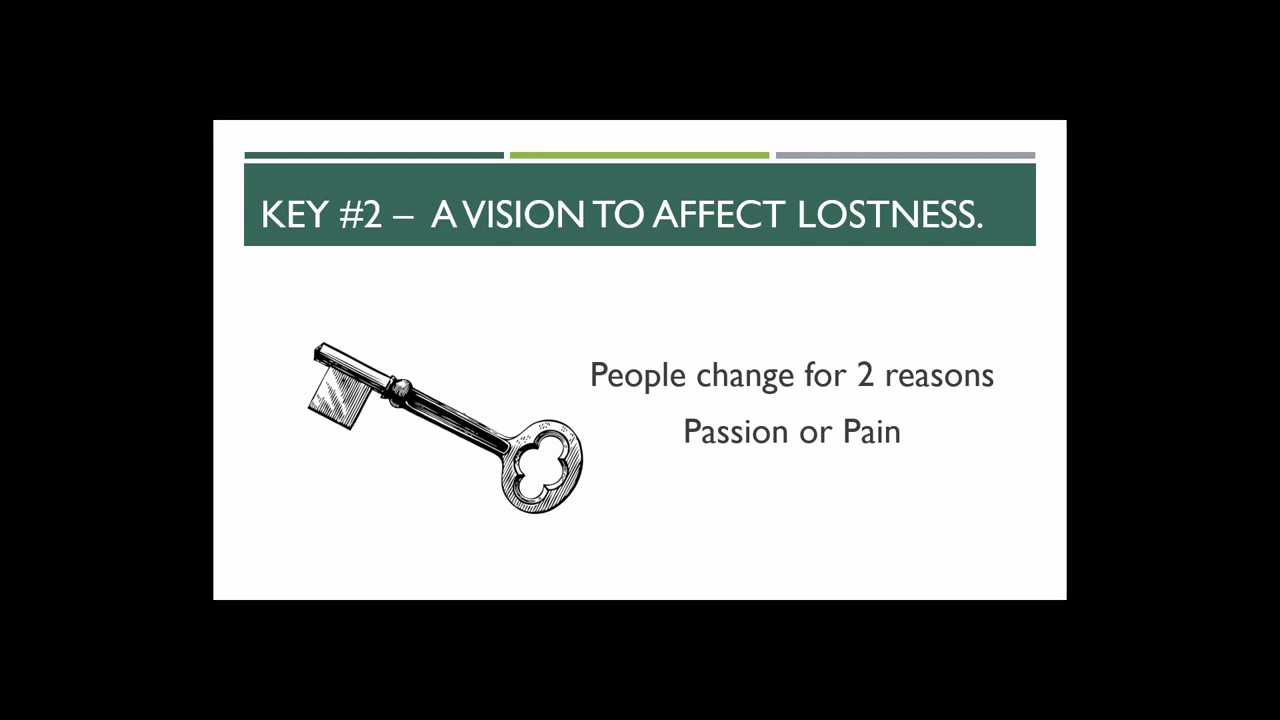 KEY #2 – A VISION TO AFFECT LOSTNESS.
People change for 2 reasons
Passion or Pain